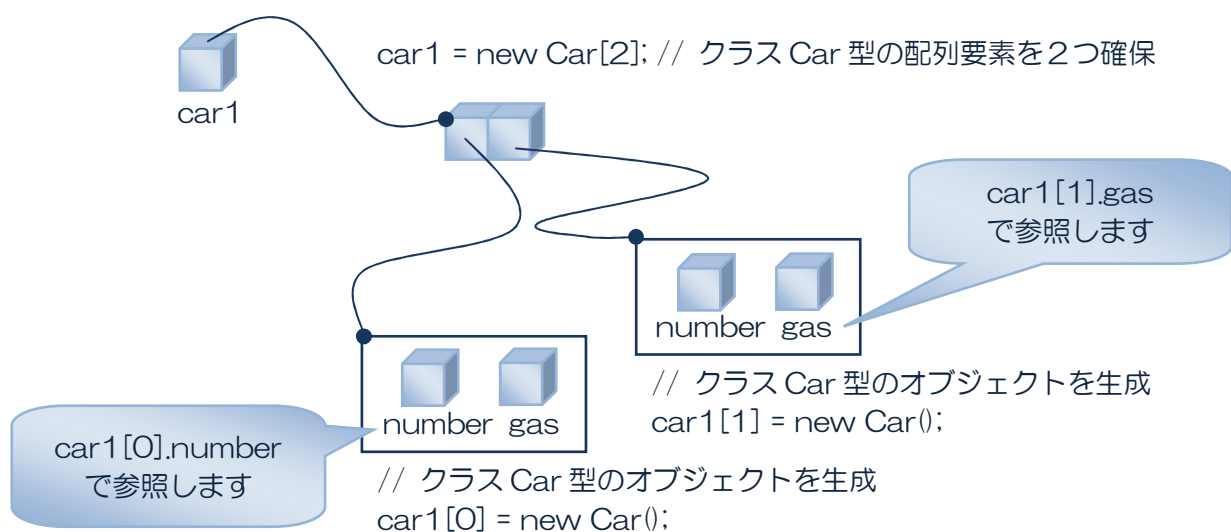 car1 = new Car[2]; // クラス Car 型の配列要素を２つ確保
car1
car1[1].gas
で参照します
number gas
// クラス Car 型のオブジェクトを生成
car1[1] = new Car();
number gas
car1[0].number
で参照します
// クラス Car 型のオブジェクトを生成
car1[0] = new Car();